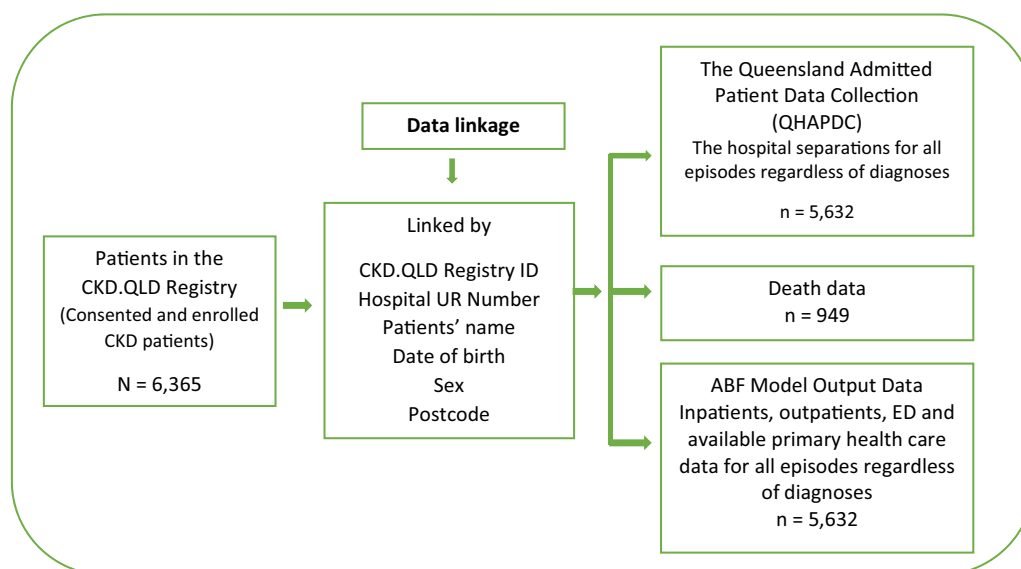 Data linkage
Patients in the
CKD.QLD Registry
(Consented and enrolled
CKD patients)
N = 6,365
Linked by
CKD.QLD Registry ID
Hospital UR Number
Patients’ name
Date of birth
Sex
Postcode
The Queensland Admitted
Patient Data Collection
(QHAPDC)
The hospital separations for all
episodes regardless of diagnoses
n = 5,632
Death data
n = 949
ABF Model Output Data
Inpatients, outpatients, ED and
available primary health care
data for all episodes regardless
of diagnoses
n = 5,632